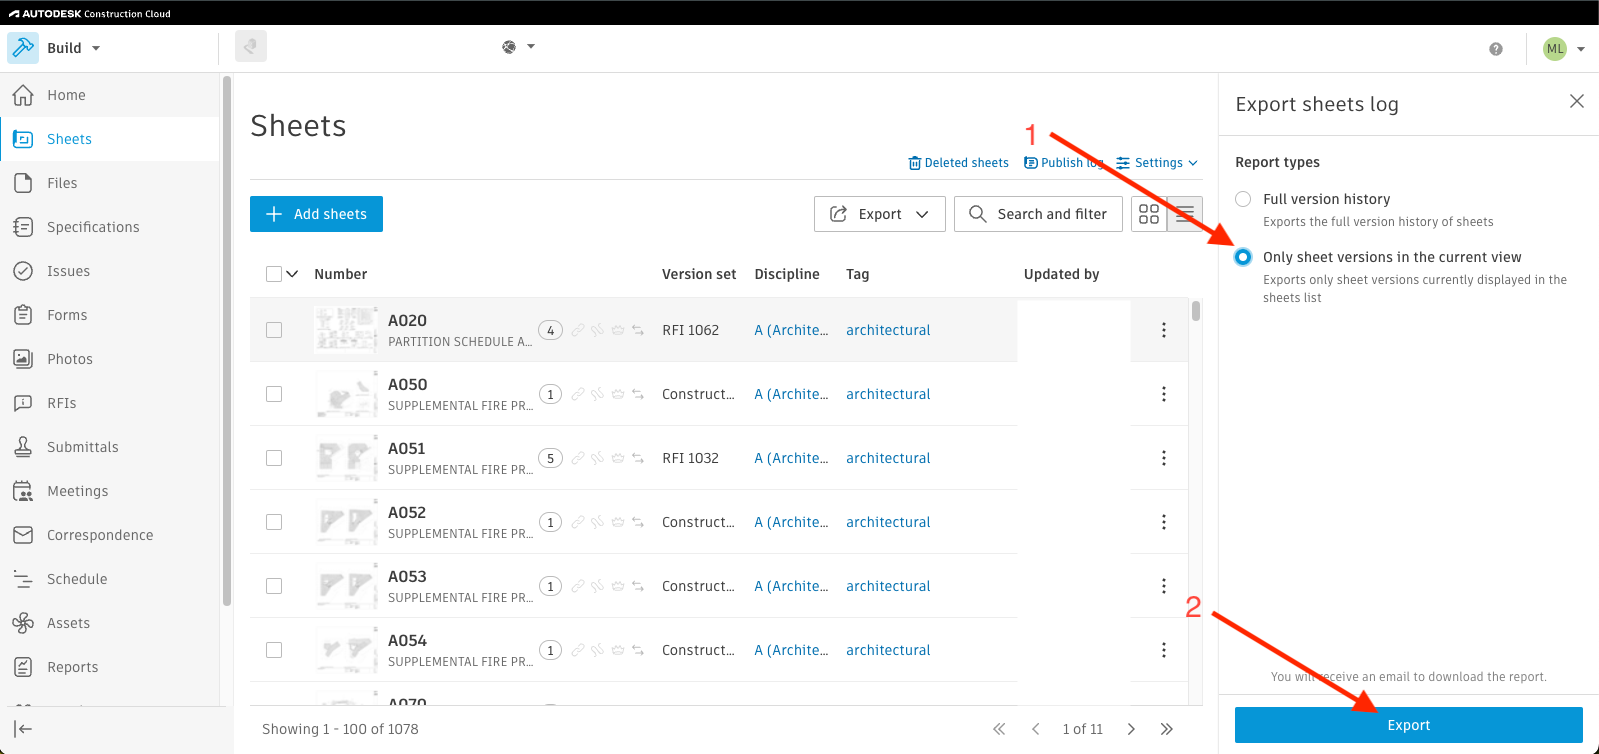 AUTODESK Construction Cloud
Build
ML
Home
Sheets
Files
Specifications
Issues
Forms
Photos
RFIs
Submittals
Meetings
Correspondence
Schedule
Assets
Reports
Sheets
Deleted sheets
Publish log
Settings
Add sheets
Export
Search and filter
Number Version set Discipline Tag Updated by
A020
PARTITION SCHEDULE A...
4
RFI 1062 A (Archite... architectural
A050
SUPPLEMENTAL FIRE PR...
1
Construct... A (Archite... architectural
A051
SUPPLEMENTAL FIRE PR...
5
RFI 1032 A (Archite... architectural
A052
SUPPLEMENTAL FIRE PR...
1
Construct... A (Archite... architectural
A053
SUPPLEMENTAL FIRE PR...
1
Construct... A (Archite... architectural
A054
SUPPLEMENTAL FIRE PR...
1
Construct... A (Archite... architectural
A070
Showing 1 - 100 of 1078
1 of 11
Export sheets log
Report types
1
Full version history
Exports the full version history of sheets
Only sheet versions in the current view
Exports only sheet versions currently displayed in the
sheets list
2
You will receive an email to download the report.
Export